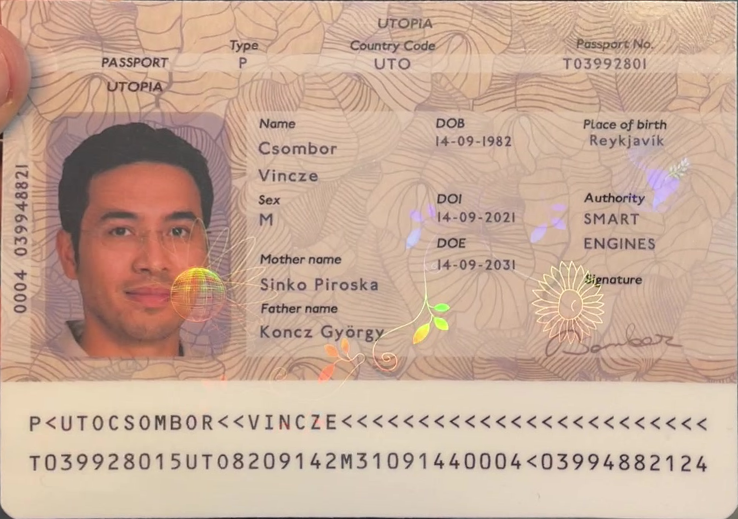 UTOPIA
Type Country Code Passport No.
PASSPORT P UTO T03992801
UTOPIA
Name DOB Place of birth
Csombor 14-09-1982 Reykjavík
Vincze
Sex DOI Authority
M 14-09-2021 SMART
DOE ENGINES
Mother name 14-09-2031
Sinko Piroska Signature
Father name
Koncz György
Csombor
0004 039948821
P<UTOCSOMBOR<<VINCZE<<<<<<<<<<<<<<<<<<<<<<<<
T039928015UTO8209142M31091440004<03994882124